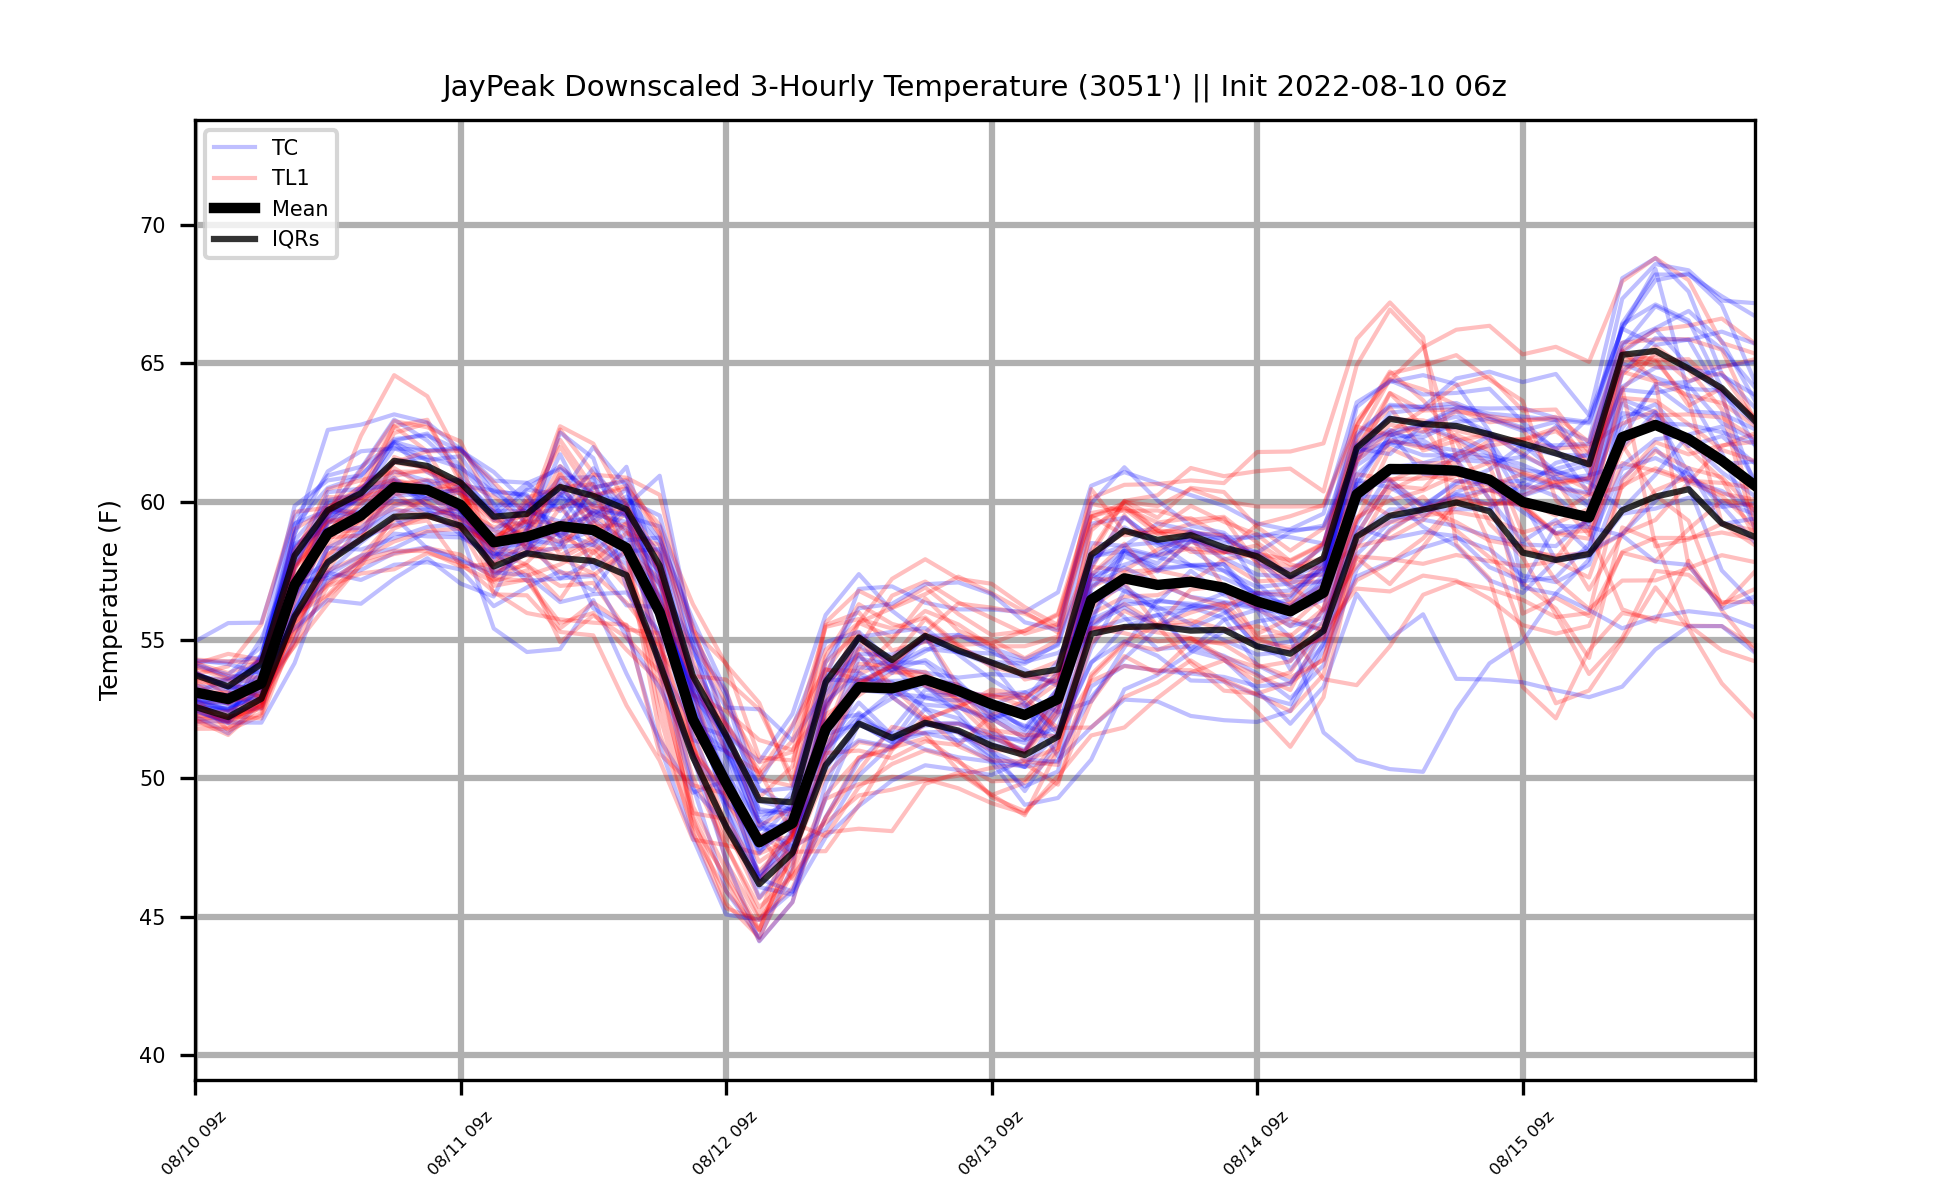 JayPeak Downscaled 3-Hourly Temperature (3051') || Init 2022-08-10 06z
TC
TL1
Mean
IQRs
Temperature (F)
70
65
60
55
50
45
40
08/10 09z
08/11 09z
08/12 09z
08/13 09z
08/14 09z
08/15 09z